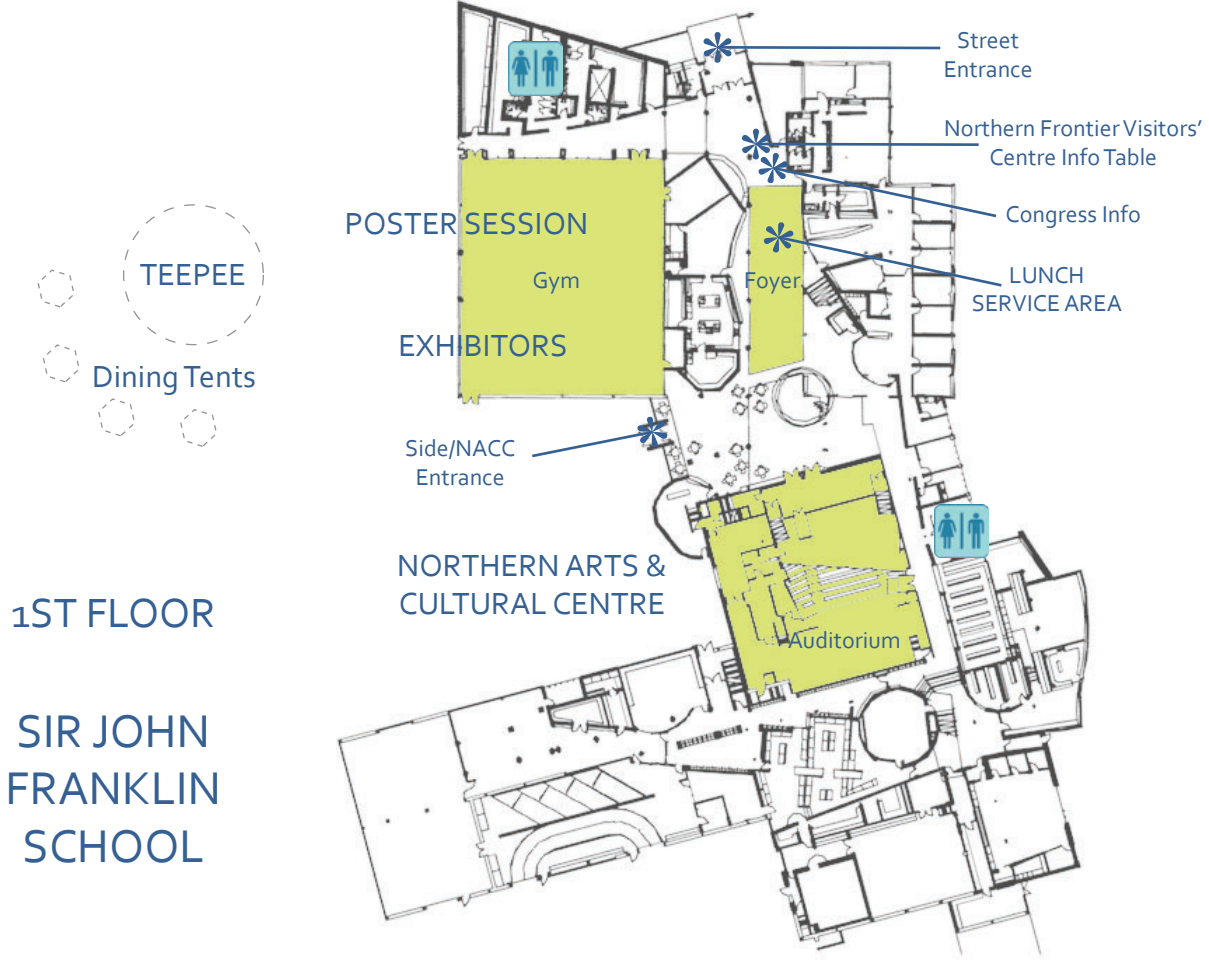 Street
Entrance
Northern Frontier Visitors’
Centre Info Table
Congress Info
POSTER SESSION
TEEPEE
Gym
Foyer
LUNCH
SERVICE AREA
EXHIBITORS
Dining Tents
Side/NACC
Entrance
NORTHERN ARTS &
CULTURAL CENTRE
1ST FLOOR
Auditorium
SIR JOHN
FRANKLIN
SCHOOL